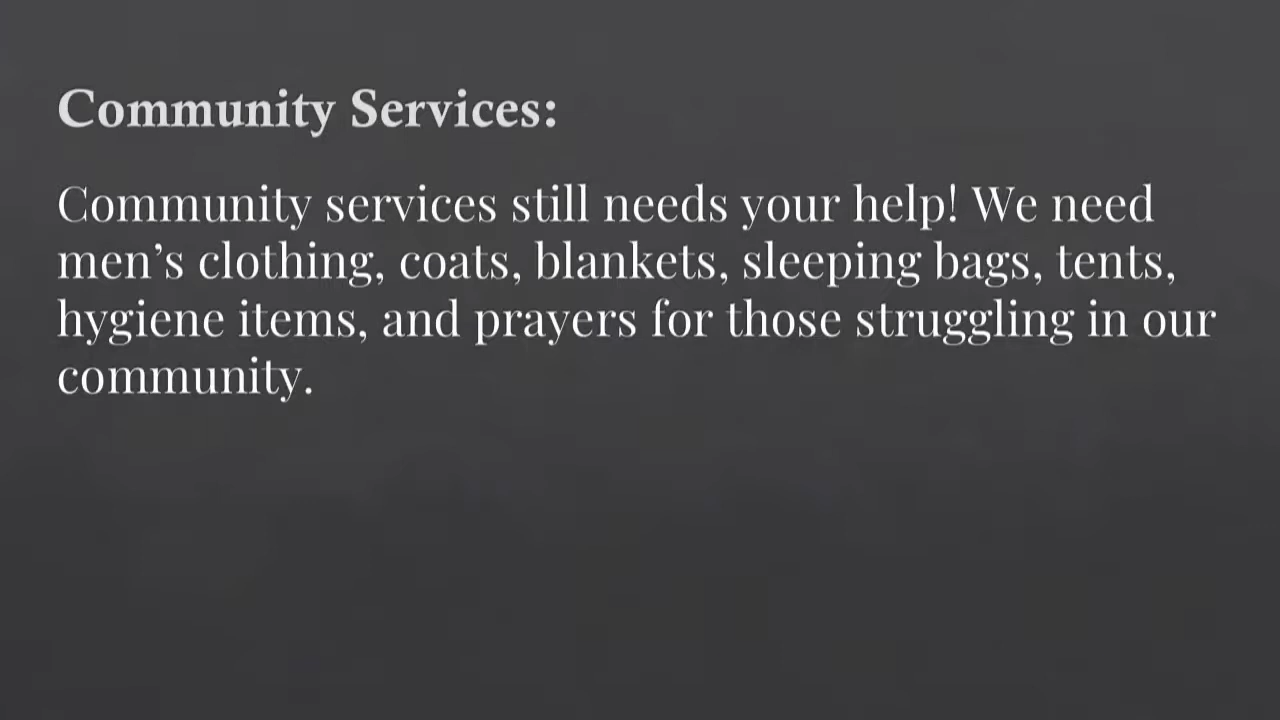 Community Services:
Community services still needs your help! We need
men’s clothing, coats, blankets, sleeping bags, tents,
hygiene items, and prayers for those struggling in our
community.